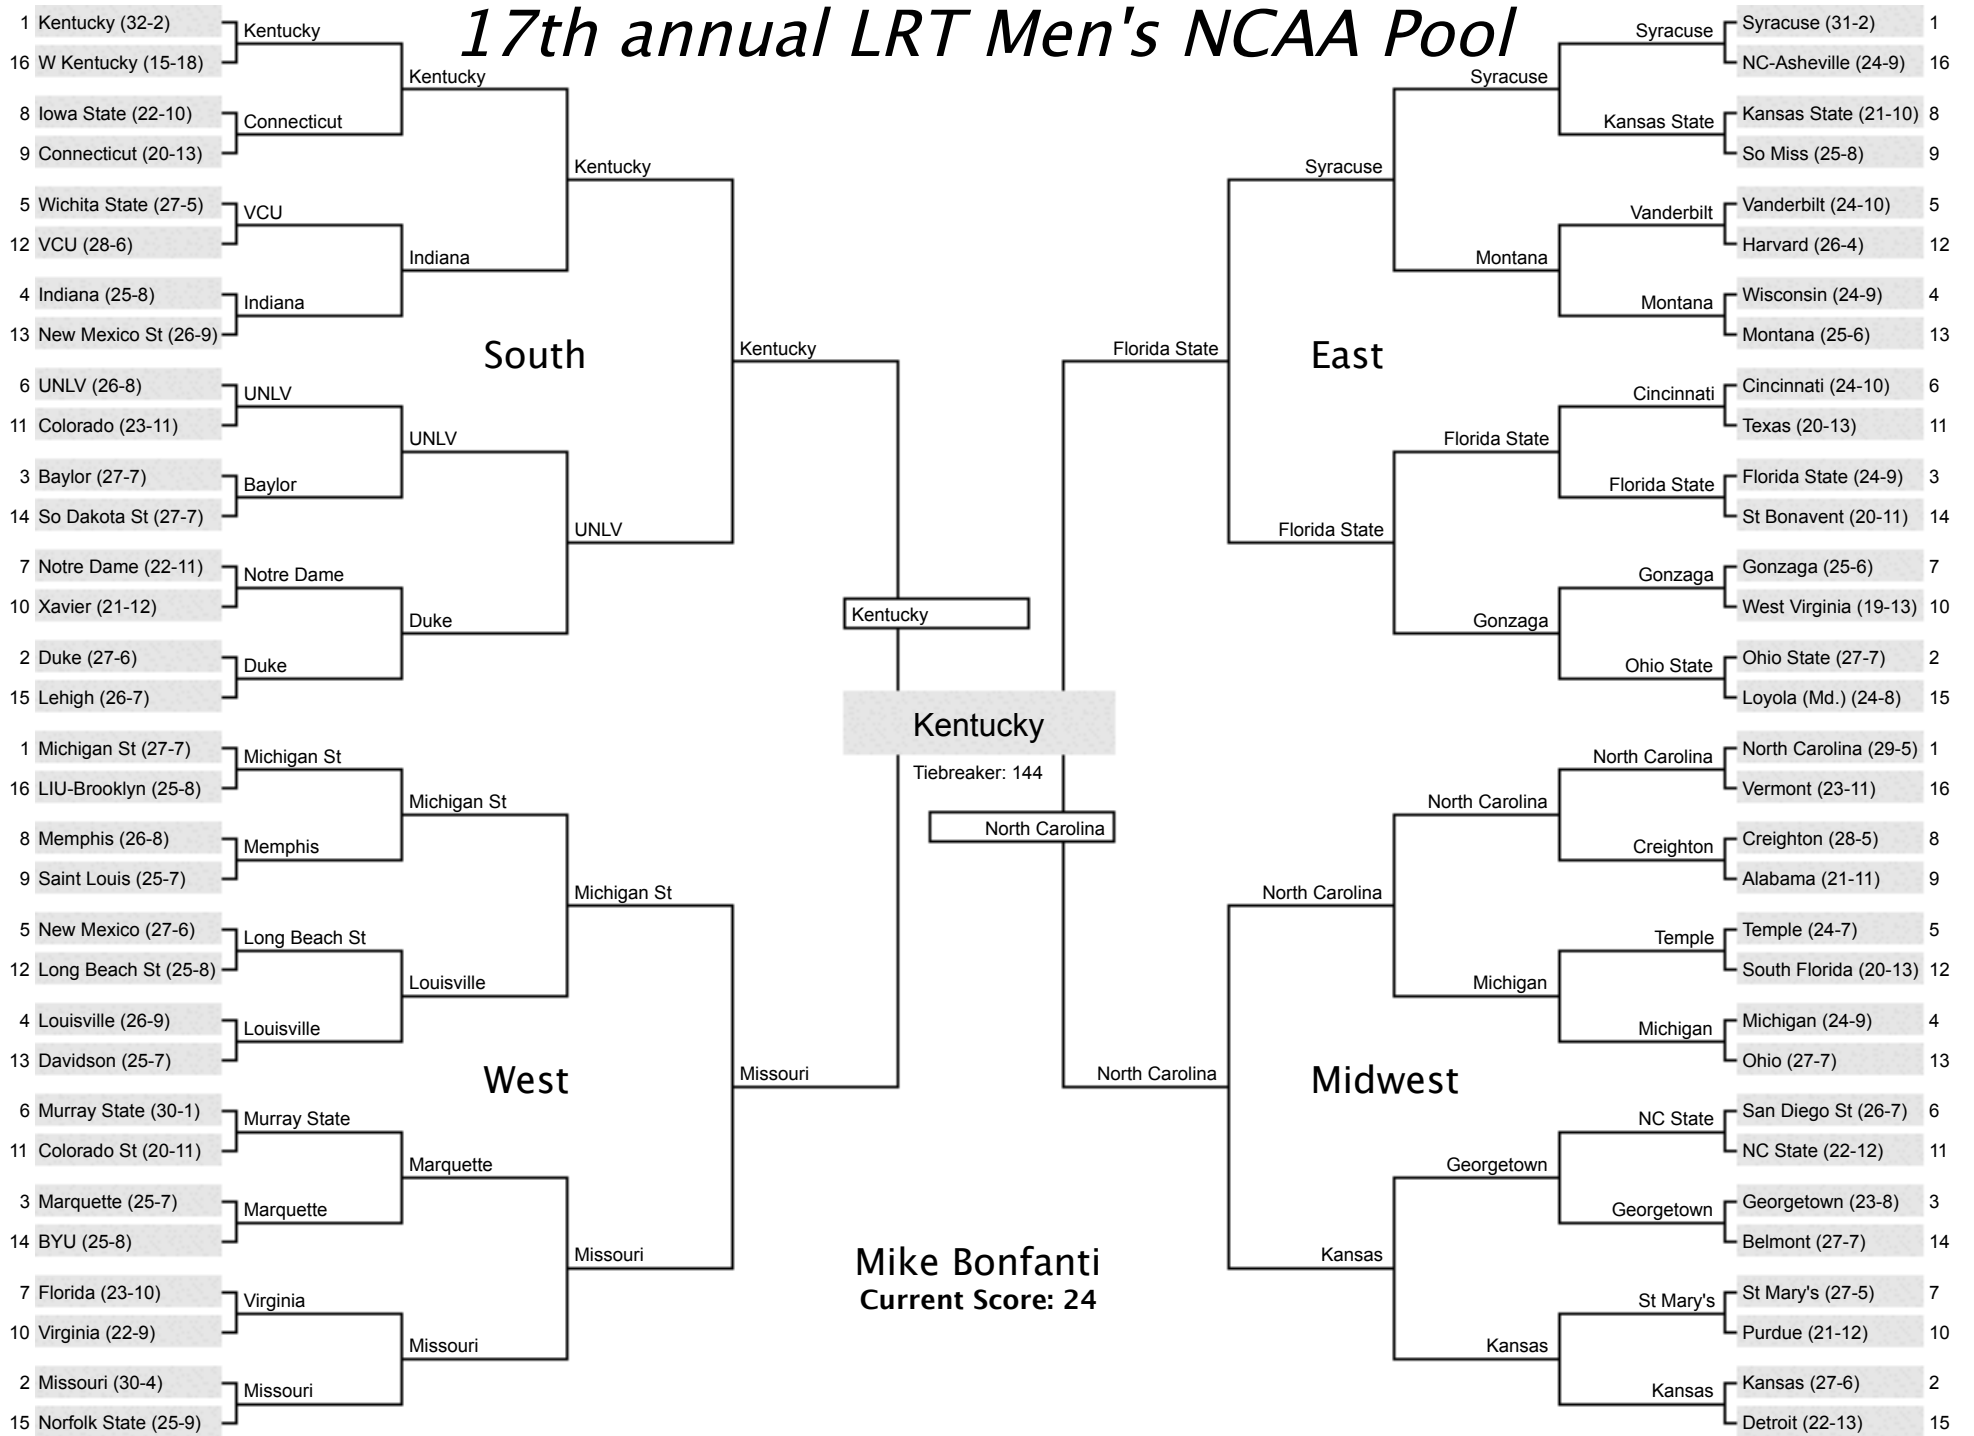 17th annual LRT Men's NCAA Pool
1 Kentucky (32-2)
16 W Kentucky (15-18)
8 Iowa State (22-10)
9 Connecticut (20-13)
5 Wichita State (27-5)
12 VCU (28-6)
4 Indiana (25-8)
13 New Mexico St (26-9)
6 UNLV (26-8)
11 Colorado (23-11)
3 Baylor (27-7)
14 So Dakota St (27-7)
7 Notre Dame (22-11)
10 Xavier (21-12)
2 Duke (27-6)
15 Lehigh (26-7)
Kentucky
Connecticut
VCU
Indiana
UNLV
Baylor
Notre Dame
Duke
Kentucky
Indiana
UNLV
Duke
Kentucky
UNLV
South
Kentucky
1 Michigan St (27-7)
16 LIU-Brooklyn (25-8)
8 Memphis (26-8)
9 Saint Louis (25-7)
5 New Mexico (27-6)
12 Long Beach St (25-8)
4 Louisville (26-9)
13 Davidson (25-7)
6 Murray State (30-1)
11 Colorado St (20-11)
3 Marquette (25-7)
14 BYU (25-8)
7 Florida (23-10)
10 Virginia (22-9)
2 Missouri (30-4)
15 Norfolk State (25-9)
Michigan St
Memphis
Long Beach St
Louisville
Murray State
Marquette
Virginia
Missouri
Michigan St
Louisville
Marquette
Missouri
Michigan St
Missouri
West
Missouri
Kentucky
Kentucky
Tiebreaker: 144
North Carolina
Mike Bonfanti
Current Score: 24
Syracuse (31-2) 1
NC-Asheville (24-9) 16
Kansas State (21-10) 8
So Miss (25-8) 9
Vanderbilt (24-10) 5
Harvard (26-4) 12
Wisconsin (24-9) 4
Montana (25-6) 13
Cincinnati (24-10) 6
Texas (20-13) 11
Florida State (24-9) 3
St Bonavent (20-11) 14
Gonzaga (25-6) 7
West Virginia (19-13) 10
Ohio State (27-7) 2
Loyola (Md.) (24-8) 15
Syracuse
Kansas State
Vanderbilt
Montana
Cincinnati
Florida State
Gonzaga
Ohio State
Syracuse
Montana
Florida State
Gonzaga
Syracuse
Florida State
East
Florida State
North Carolina (29-5) 1
Vermont (23-11) 16
Creighton (28-5) 8
Alabama (21-11) 9
Temple (24-7) 5
South Florida (20-13) 12
Michigan (24-9) 4
Ohio (27-7) 13
San Diego St (26-7) 6
NC State (22-12) 11
Georgetown (23-8) 3
Belmont (27-7) 14
St Mary's (27-5) 7
Purdue (21-12) 10
Kansas (27-6) 2
Detroit (22-13) 15
North Carolina
Creighton
Temple
Michigan
NC State
Georgetown
St Mary's
Kansas
North Carolina
Michigan
Georgetown
Kansas
North Carolina
Kansas
Midwest
North Carolina